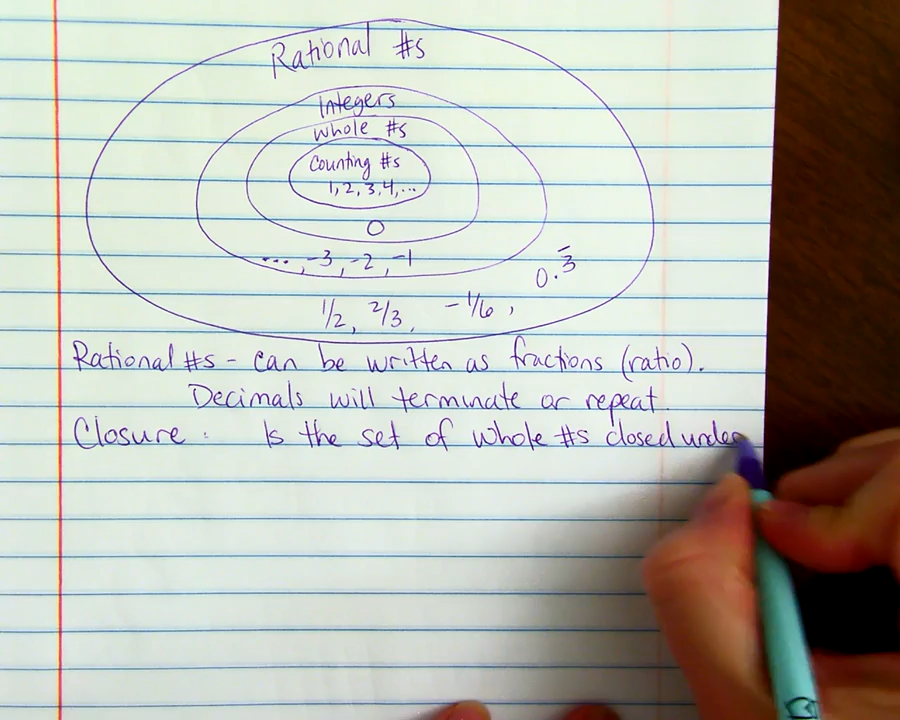 Rational #s
Integers
whole #s
Counting #s
1, 2, 3, 4, ...
0
..., -3, -2, -1
0.3̅
1/2, 2/3, -1/6,
Rational #s - can be written as fractions (ratio).
Decimals will terminate or repeat.
Closure: Is the set of whole #s closed under